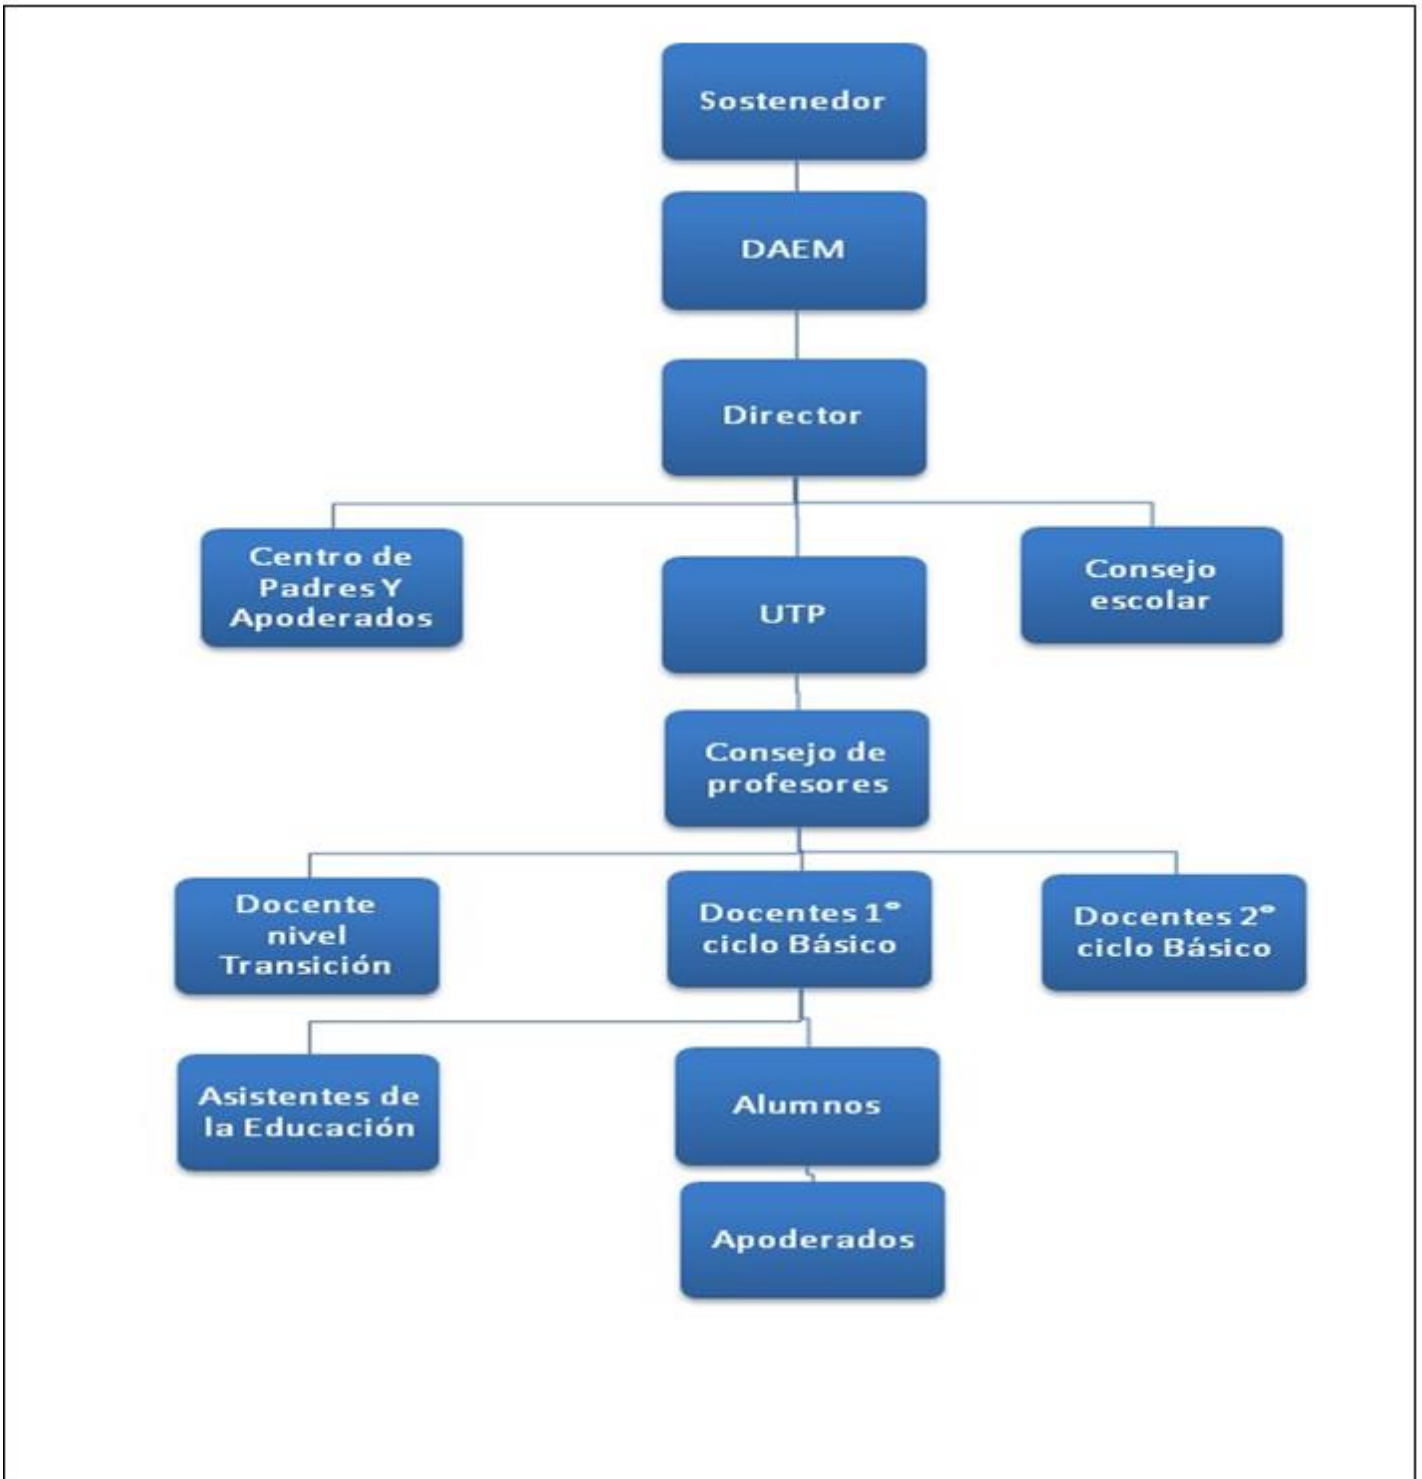 Sostenedor
DAEM
Director
Centro de
Padres Y
Apoderados
UTP
Consejo
escolar
Consejo de
profesores
Docente
nivel
Transición
Docentes 1°
ciclo Básico
Docentes 2°
ciclo Básico
Asistentes de
la Educación
Alumnos
Apoderados